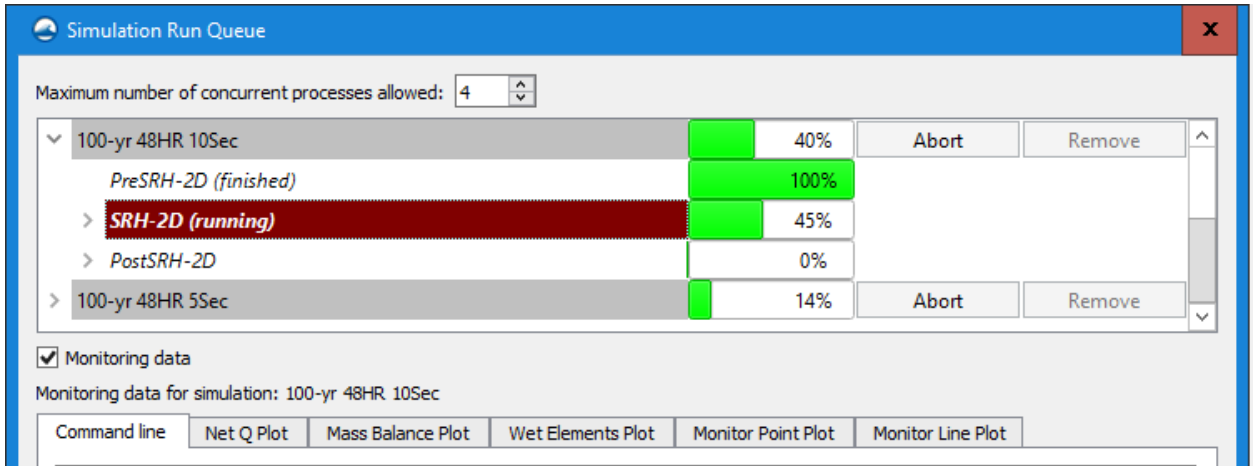 Simulation Run Queue x
Maximum number of concurrent processes allowed: 4
100-yr 48HR 10Sec 40% Abort Remove
PreSRH-2D (finished) 100%
SRH-2D (running) 45%
PostSRH-2D 0%
100-yr 48HR 5Sec 14% Abort Remove
Monitoring data
Monitoring data for simulation: 100-yr 48HR 10Sec
Command line Net Q Plot Mass Balance Plot Wet Elements Plot Monitor Point Plot Monitor Line Plot